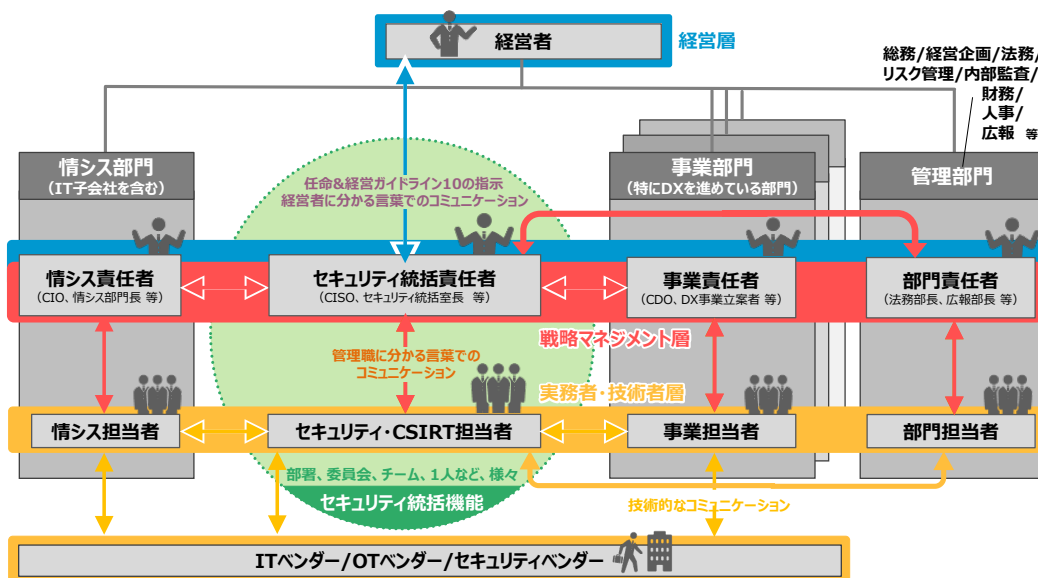 経営者
経営層
総務/経営企画/法務/
リスク管理/内部監査/
財務/
人事/
広報 等
情シス部門
(IT子会社を含む)
事業部門
(特にDXを進めている部門)
管理部門
任命&経営ガイドライン10の指示
経営者に分かる言葉でのコミュニケーション
情シス責任者
(CIO、情シス部門長 等)
セキュリティ統括責任者
(CISO、セキュリティ統括室長 等)
事業責任者
(CDO、DX事業立案者 等)
部門責任者
(法務部長、広報部長 等)
戦略マネジメント層
管理職に分かる言葉での
コミュニケーション
実務者・技術者層
情シス担当者
セキュリティ・CSIRT担当者
事業担当者
部門担当者
部署、委員会、チーム、1人など、様々
セキュリティ統括機能
技術的なコミュニケーション
ITベンダー/OTベンダー/セキュリティベンダー